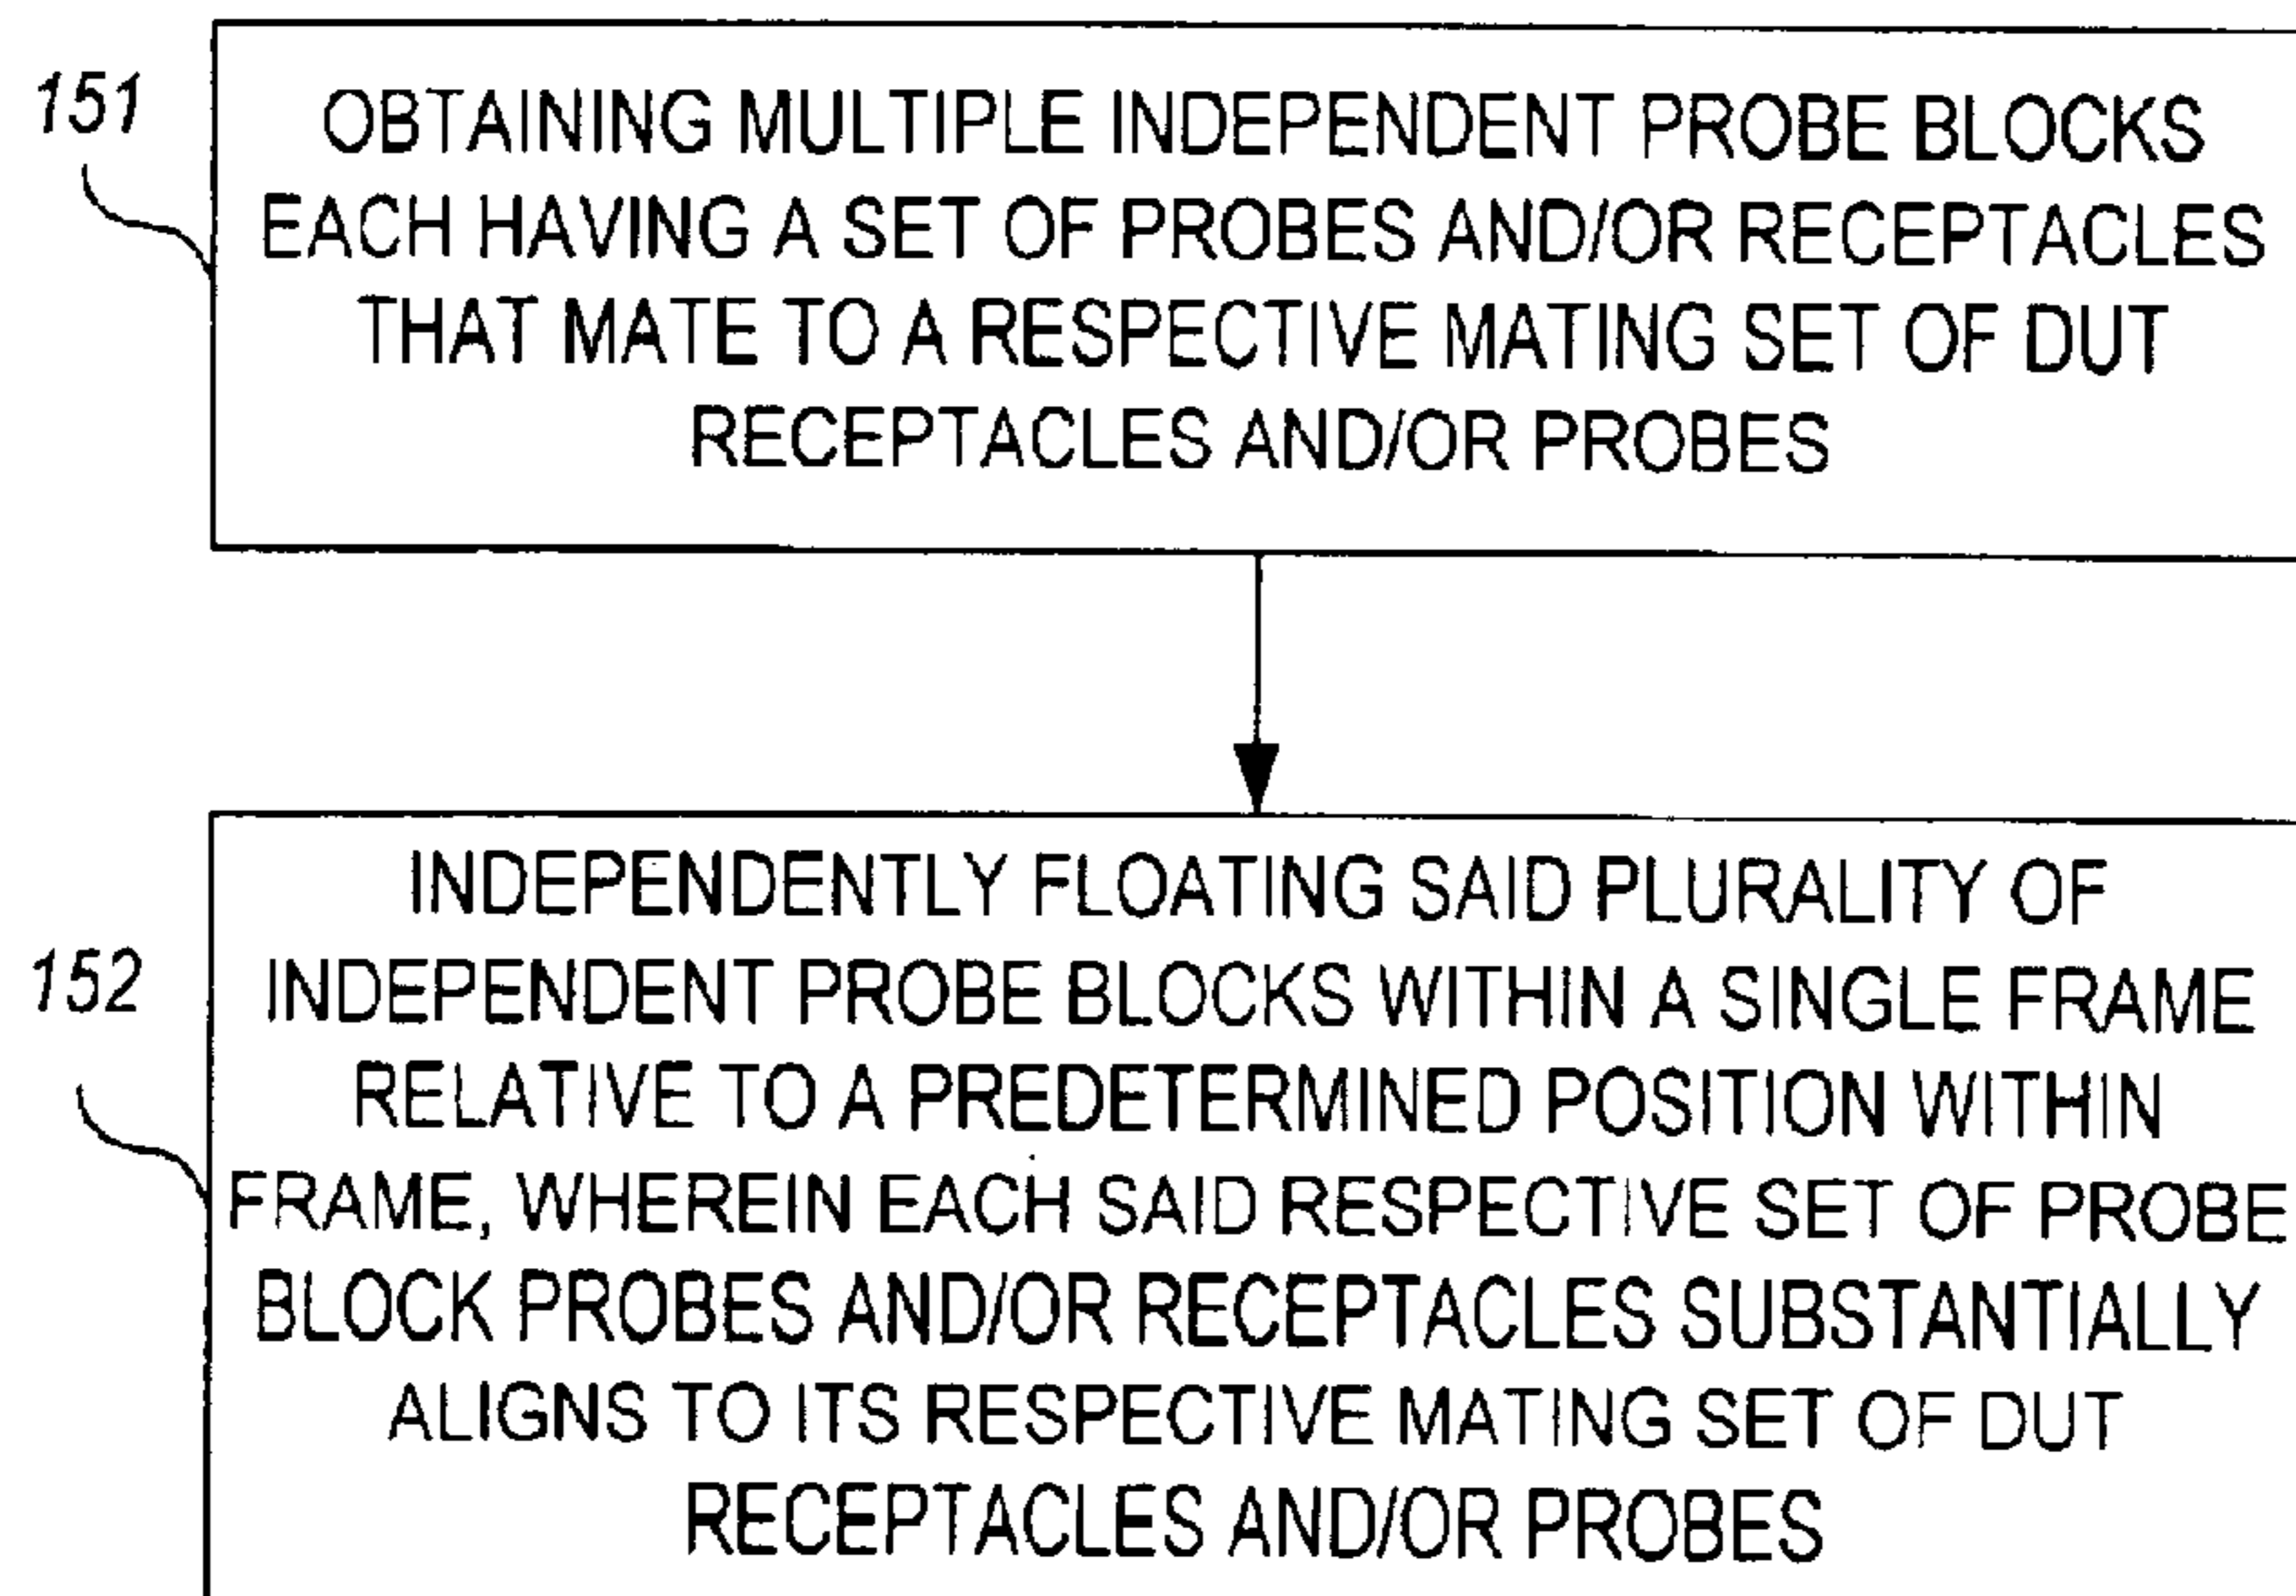 151
OBTAINING MULTIPLE INDEPENDENT PROBE BLOCKS
EACH HAVING A SET OF PROBES AND/OR RECEPTACLES
THAT MATE TO A RESPECTIVE MATING SET OF DUT
RECEPTACLES AND/OR PROBES
152
INDEPENDENTLY FLOATING SAID PLURALITY OF
INDEPENDENT PROBE BLOCKS WITHIN A SINGLE FRAME
RELATIVE TO A PREDETERMINED POSITION WITHIN
FRAME, WHEREIN EACH SAID RESPECTIVE SET OF PROBE
BLOCK PROBES AND/OR RECEPTACLES SUBSTANTIALLY
ALIGNS TO ITS RESPECTIVE MATING SET OF DUT
RECEPTACLES AND/OR PROBES